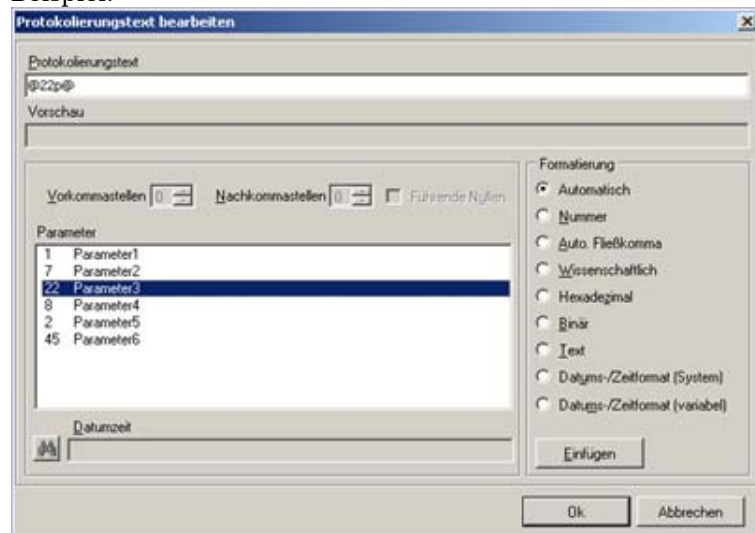 Beispiel:
Protokolierungstext bearbeiten
Protokolierungstext
@22p@
Vorschau
Vorkommastellen 0 Nachkommastellen 0 Führende Nullen
Parameter
1 Parameter1
7 Parameter2
22 Parameter3
8 Parameter4
2 Parameter5
45 Parameter6
Datumzeit
Formatierung
Automatisch
Nummer
Auto. Fließkomma
Wissenschaftlich
Hexadezimal
Binär
Text
Datums-/Zeitformat (System)
Datums-/Zeitformat (variabel)
Einfügen
Ok Abbrechen